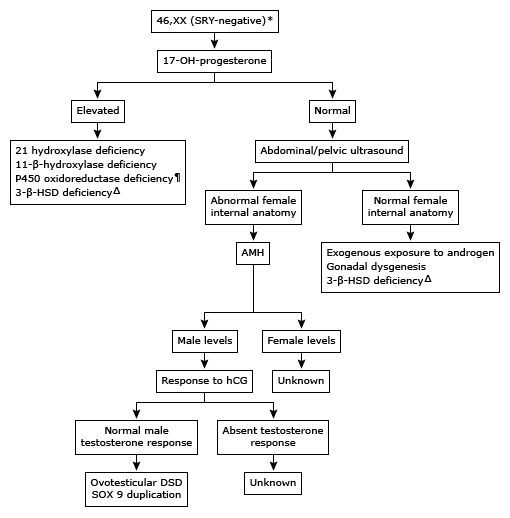 46,XX (SRY-negative)*
17-OH-progesterone
Elevated
Normal
21 hydroxylase deficiency
11-β-hydroxylase deficiency
P450 oxidoreductase deficiency¶
3-β-HSD deficiencyΔ
Abdominal/pelvic ultrasound
Abnormal female
internal anatomy
Normal female
internal anatomy
AMH
Exogenous exposure to androgen
Gonadal dysgenesis
3-β-HSD deficiencyΔ
Male levels
Female levels
Response to hCG
Unknown
Normal male
testosterone response
Absent testosterone
response
Ovotesticular DSD
SOX 9 duplication
Unknown